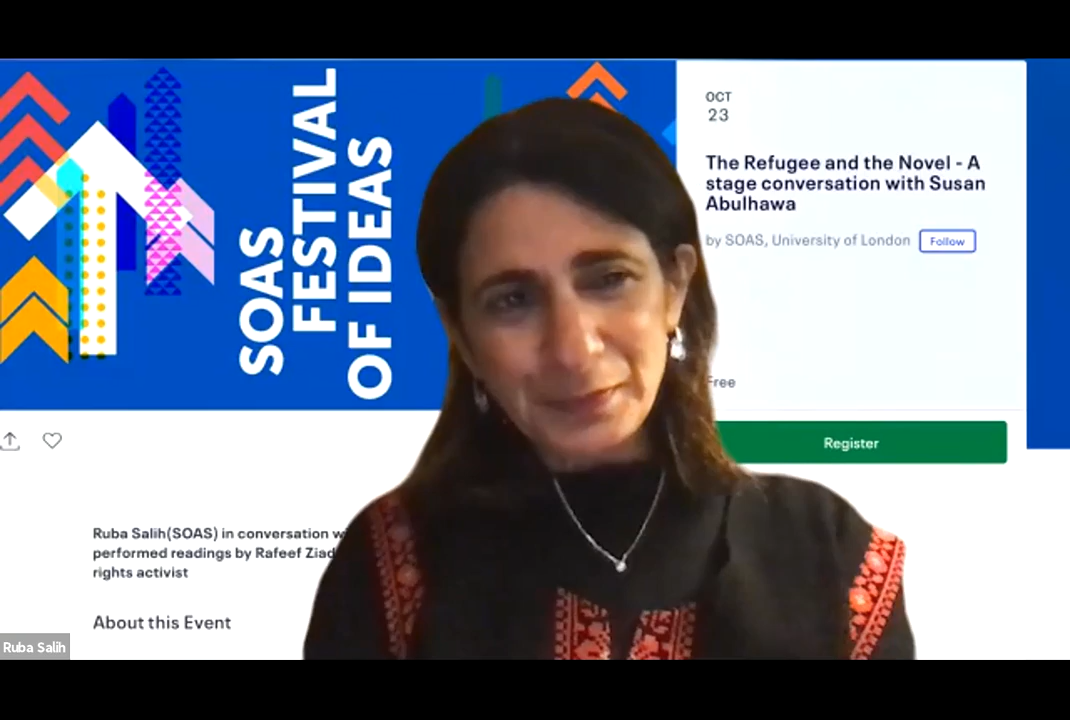 SOAS
FESTIVAL
OF IDEAS
OCT
23
The Refugee and the Novel - A
stage conversation with Susan
Abulhawa
by SOAS, University of London Follow
Free
Register
Ruba Salih(SOAS) in conversation
performed readings by Rafeef
rights activist
About this Event
Ruba Salih